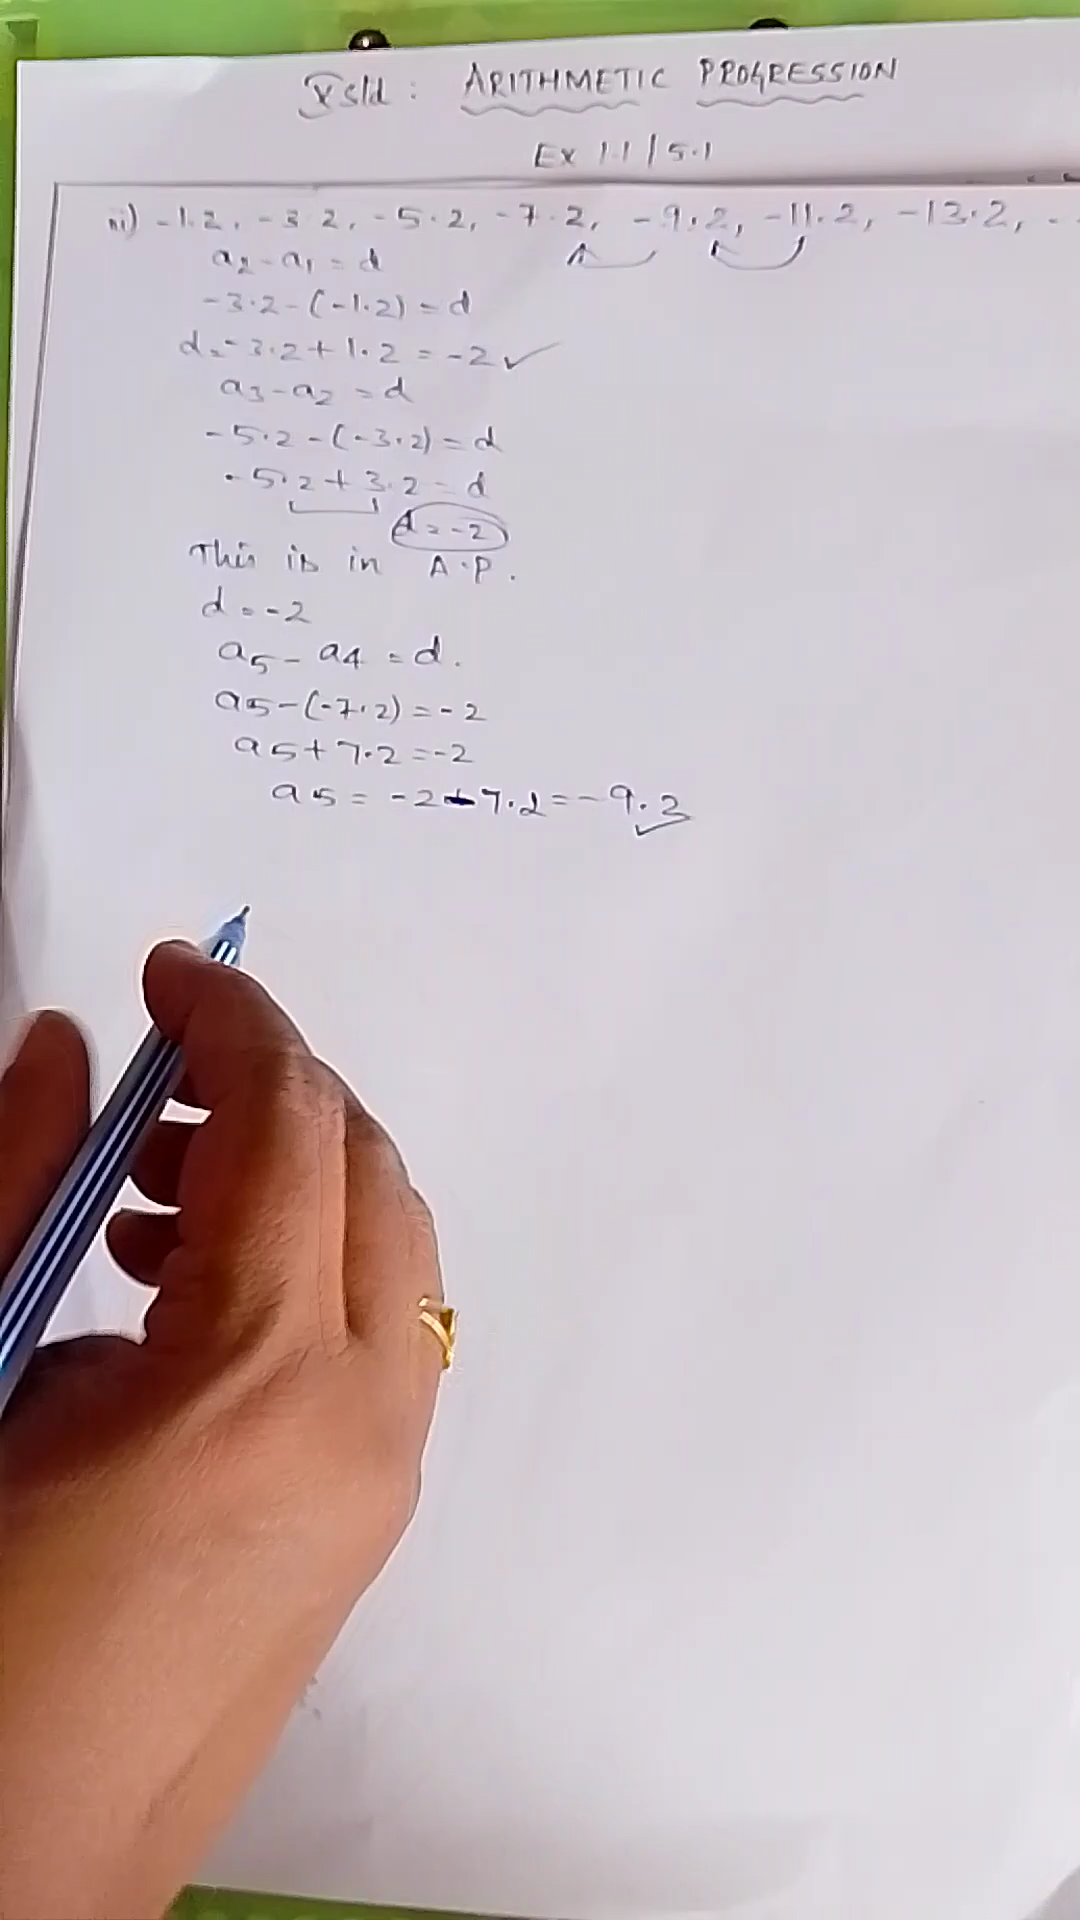 X std : ARITHMETIC PROGRESSION
Ex 1.1 / 5.1
iii) -1.2, -3.2, -5.2, -7.2, -9.2, -11.2, -13.2, . .
a2 - a1 = d
-3.2 - (-1.2) = d
d = -3.2 + 1.2 = -2 ✓
a3 - a2 = d
-5.2 - (-3.2) = d
-5.2 + 3.2 = d
d = -2
This is in A.P.
d = -2
a5 - a4 = d.
a5 - (-7.2) = -2
a5 + 7.2 = -2
a5 = -2 - 7.2 = -9.2